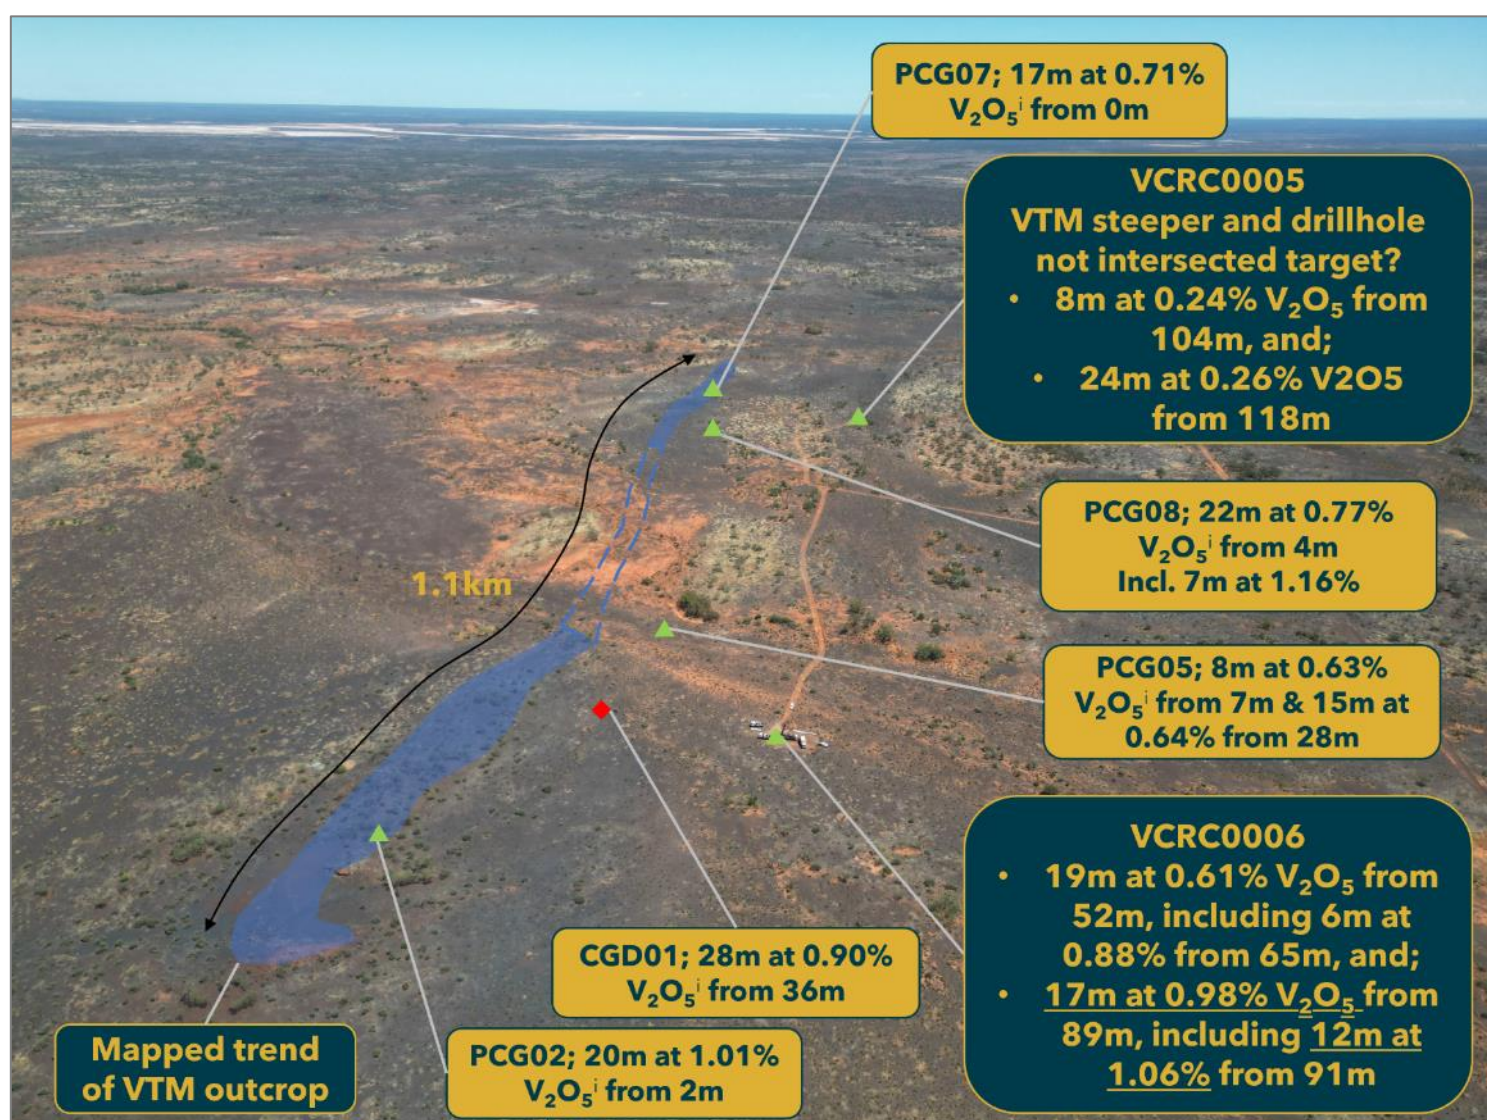 PCG07; 17m at 0.71%
V₂O₅ⁱ from 0m
VCRC0005
VTM steeper and drillhole
not intersected target?
• 8m at 0.24% V₂O₅ from
104m, and;
• 24m at 0.26% V2O5
from 118m
PCG08; 22m at 0.77%
V₂O₅ⁱ from 4m
Incl. 7m at 1.16%
1.1km
PCG05; 8m at 0.63%
V₂O₅ⁱ from 7m & 15m at
0.64% from 28m
VCRC0006
• 19m at 0.61% V₂O₅ from
52m, including 6m at
0.88% from 65m, and;
• 17m at 0.98% V₂O₅ from
89m, including 12m at
1.06% from 91m
CGD01; 28m at 0.90%
V₂O₅ⁱ from 36m
Mapped trend
of VTM outcrop
PCG02; 20m at 1.01%
V₂O₅ⁱ from 2m